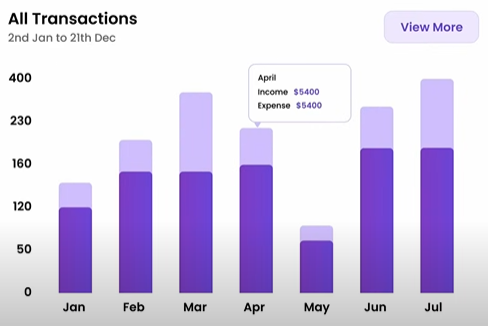 All Transactions
2nd Jan to 21th Dec
View More
April
Income $5400
Expense $5400
400
230
160
120
50
0
Jan Feb Mar Apr May Jun Jul